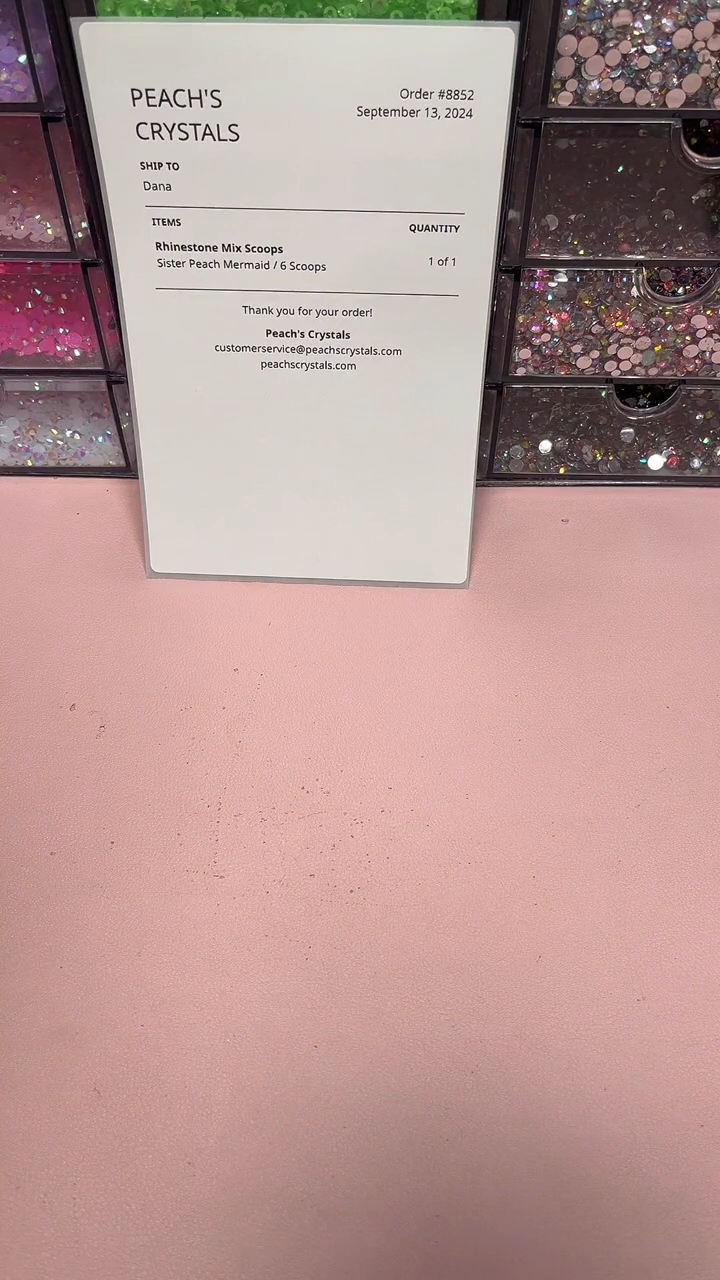 PEACH'S
CRYSTALS
Order #8852
September 13, 2024
SHIP TO
Dana
ITEMS
QUANTITY
Rhinestone Mix Scoops
Sister Peach Mermaid / 6 Scoops
1 of 1
Thank you for your order!
Peach's Crystals
customerservice@peachscrystals.com
peachscrystals.com